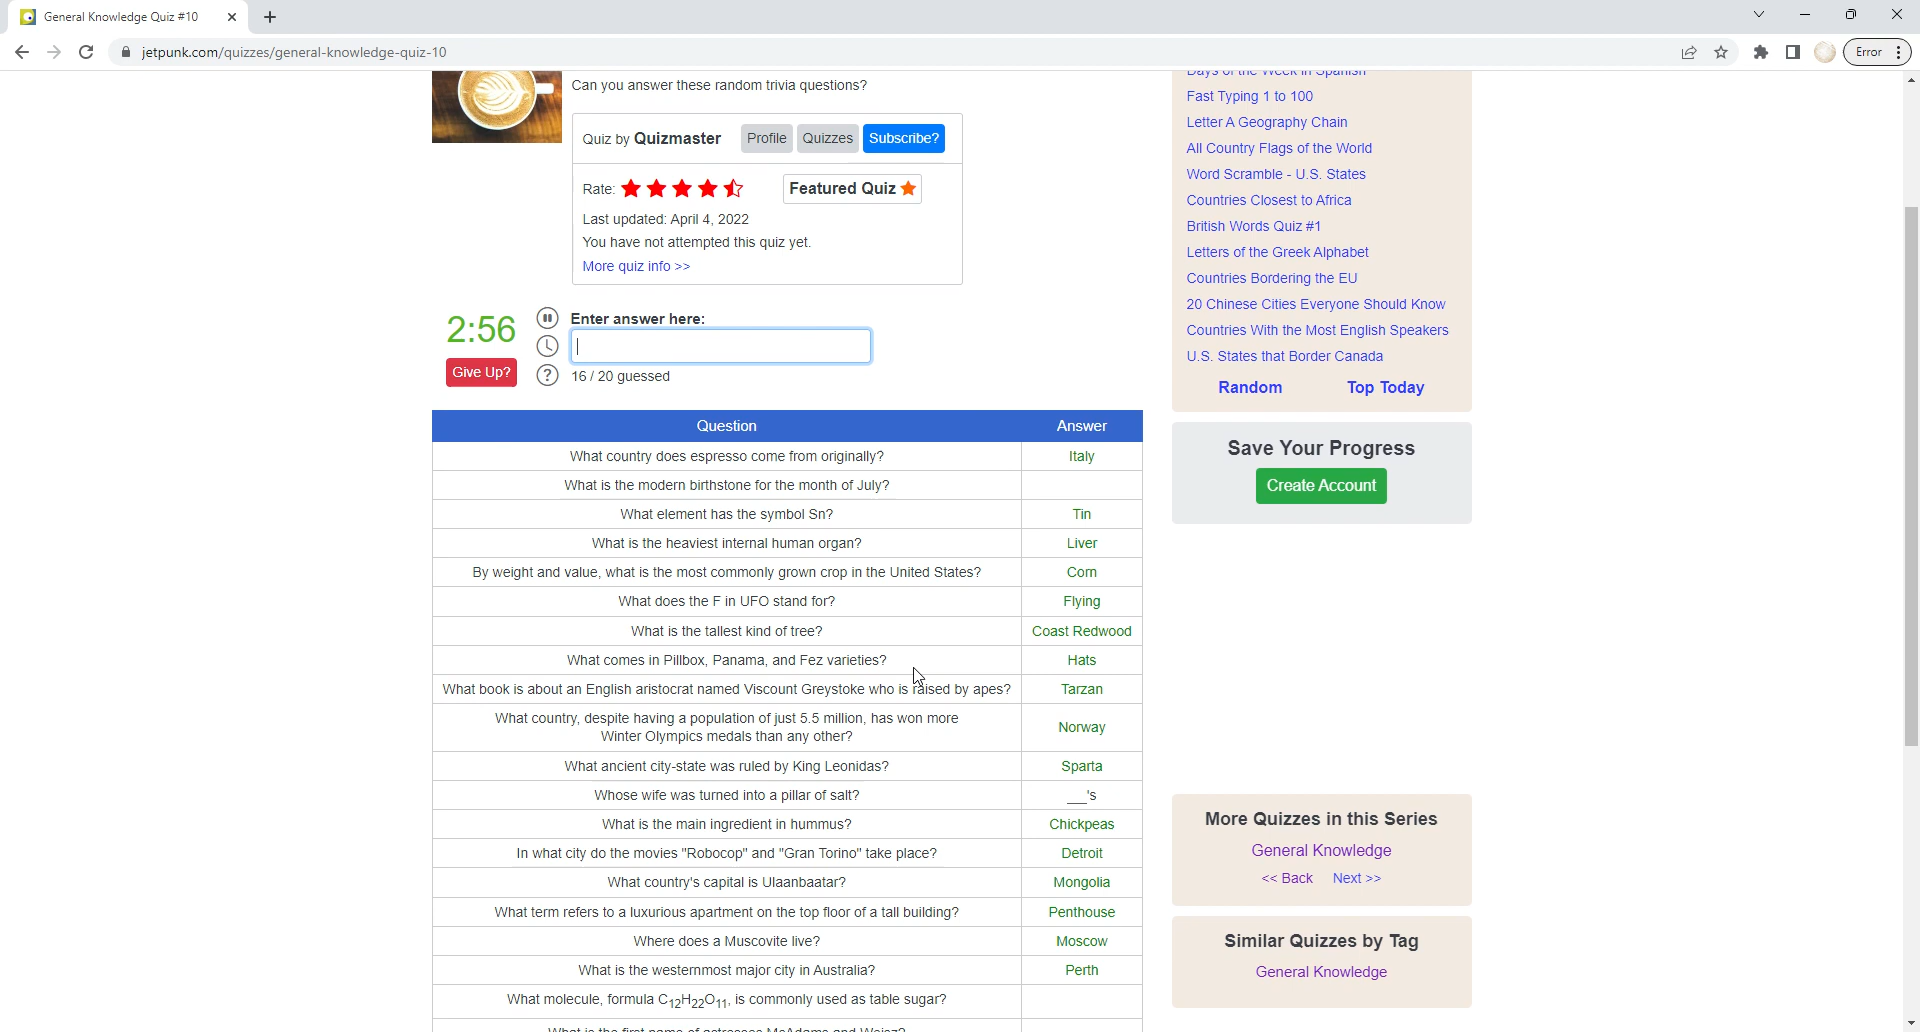 General Knowledge Quiz #10
jetpunk.com/quizzes/general-knowledge-quiz-10
Error
Can you answer these random trivia questions?
Quiz by Quizmaster Profile Quizzes Subscribe?
Rate: Featured Quiz
Last updated: April 4, 2022
You have not attempted this quiz yet.
More quiz info >>
2:56
Give Up?
Enter answer here:
16 / 20 guessed
Question Answer
What country does espresso come from originally? Italy
What is the modern birthstone for the month of July?
What element has the symbol Sn? Tin
What is the heaviest internal human organ? Liver
By weight and value, what is the most commonly grown crop in the United States? Corn
What does the F in UFO stand for? Flying
What is the tallest kind of tree? Coast Redwood
What comes in Pillbox, Panama, and Fez varieties? Hats
What book is about an English aristocrat named Viscount Greystoke who is raised by apes? Tarzan
What country, despite having a population of just 5.5 million, has won more
Winter Olympics medals than any other? Norway
What ancient city-state was ruled by King Leonidas? Sparta
Whose wife was turned into a pillar of salt? __'s
What is the main ingredient in hummus? Chickpeas
In what city do the movies "Robocop" and "Gran Torino" take place? Detroit
What country's capital is Ulaanbaatar? Mongolia
What term refers to a luxurious apartment on the top floor of a tall building? Penthouse
Where does a Muscovite live? Moscow
What is the westernmost major city in Australia? Perth
What molecule, formula C12H22O11, is commonly used as table sugar?
What is the first name of actresses McAdams and Weisz?
Days of the Week in Spanish
Fast Typing 1 to 100
Letter A Geography Chain
All Country Flags of the World
Word Scramble - U.S. States
Countries Closest to Africa
British Words Quiz #1
Letters of the Greek Alphabet
Countries Bordering the EU
20 Chinese Cities Everyone Should Know
Countries With the Most English Speakers
U.S. States that Border Canada
Random Top Today
Save Your Progress
Create Account
More Quizzes in this Series
General Knowledge
<< Back Next >>
Similar Quizzes by Tag
General Knowledge